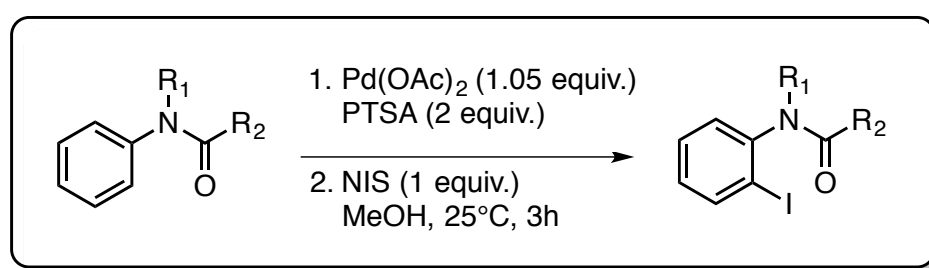 R₁
N
R₂
O
1. Pd(OAc)₂ (1.05 equiv.)
PTSA (2 equiv.)
2. NIS (1 equiv.)
MeOH, 25°C, 3h
R₁
N
R₂
O
I